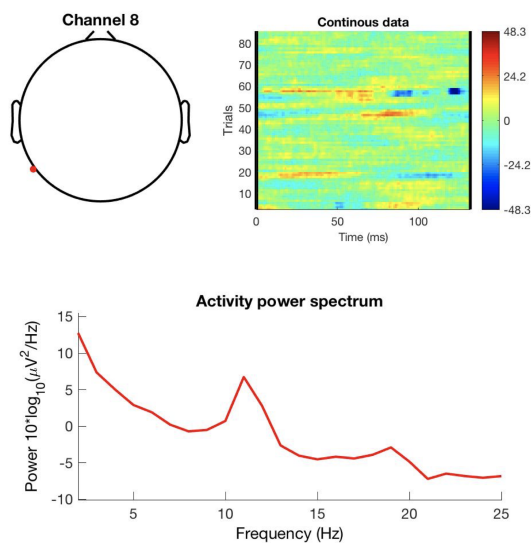 Channel 8
Continous data
80
70
60
50
40
30
20
10
Trials
0 50 100
Time (ms)
48.3
24.2
0
-24.2
-48.3
Activity power spectrum
15
10
5
0
-5
-10
Power 10*log10(μV2/Hz)
5 10 15 20 25
Frequency (Hz)